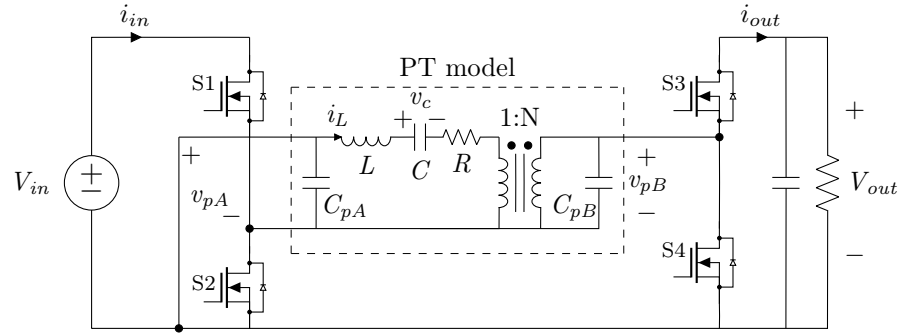 i_in
i_out
S1
S3
PT model
v_c
+ −
1:N
i_L
L
C
R
+
v_pA
−
C_pA
C_pB
+
v_pB
−
V_in
+
−
+
V_out
−
S2
S4